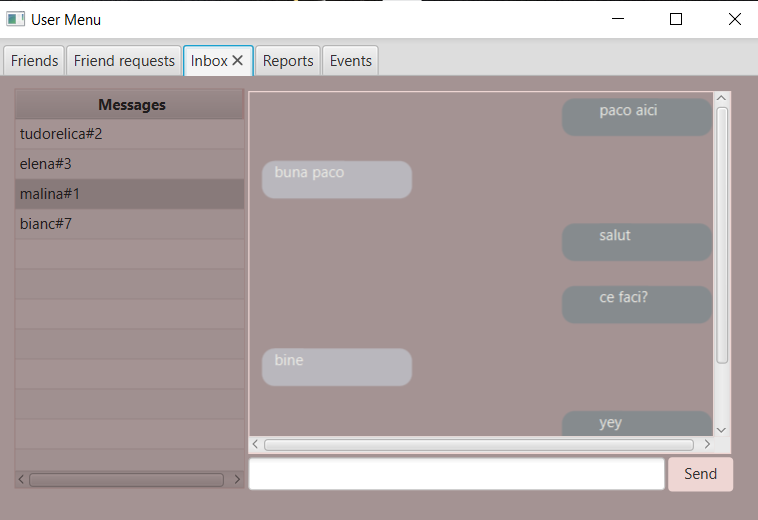 User Menu
Friends
Friend requests
Inbox
Reports
Events
Messages
tudorelica#2
elena#3
malina#1
bianc#7
paco aici
buna paco
salut
ce faci?
bine
yey
Send